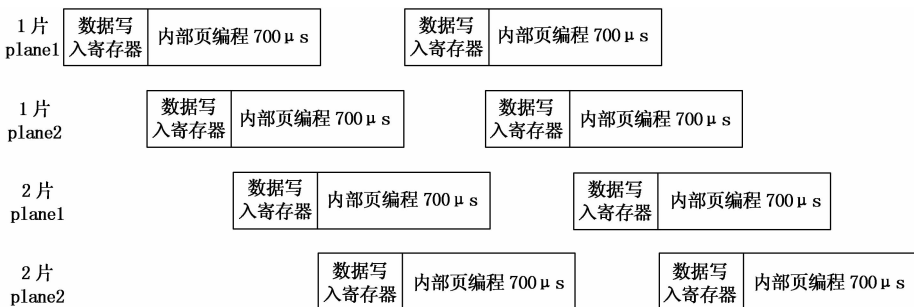 1 片
plane1
数据写
入寄存器
内部页编程 700μs
数据写
入寄存器
内部页编程 700μs
1 片
plane2
数据写
入寄存器
内部页编程 700μs
数据写
入寄存器
内部页编程 700μs
2 片
plane1
数据写
入寄存器
内部页编程 700μs
数据写
入寄存器
内部页编程 700μs
2 片
plane2
数据写
入寄存器
内部页编程 700μs
数据写
入寄存器
内部页编程 700μs